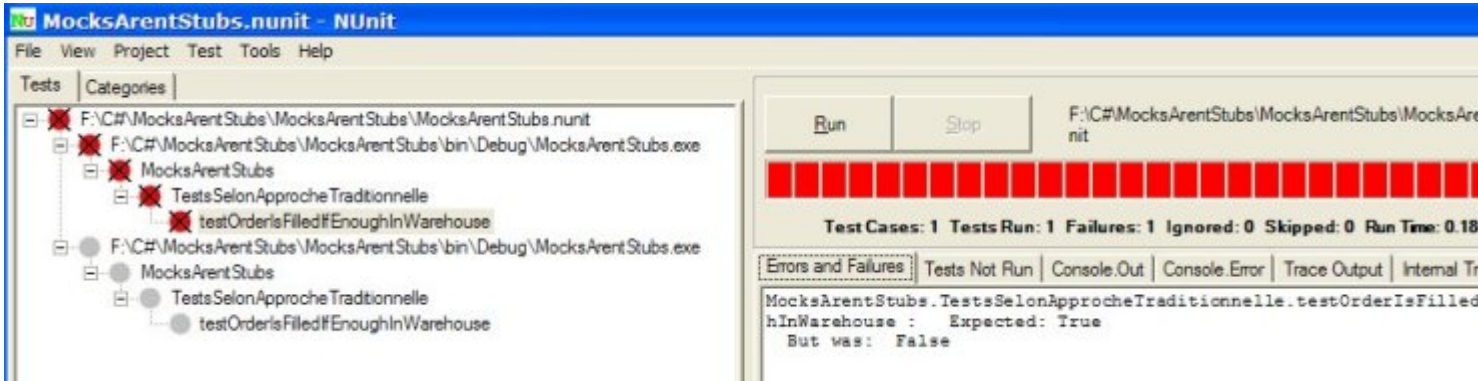 NU MocksArentStubs.nunit - NUnit
File View Project Test Tools Help
Tests Categories
F:\C#\MocksArentStubs\MocksArentStubs\MocksArentStubs.nunit
F:\C#\MocksArentStubs\MocksArentStubs\bin\Debug\MocksArentStubs.exe
MocksArentStubs
TestsSelonApprocheTraditionnelle
testOrderIsFilledIfEnoughInWarehouse
F:\C#\MocksArentStubs\MocksArentStubs\bin\Debug\MocksArentStubs.exe
MocksArentStubs
TestsSelonApprocheTraditionnelle
testOrderIsFilledIfEnoughInWarehouse
Run Stop
F:\C#\MocksArentStubs\MocksArentStubs\MocksAre
nit
Test Cases: 1 Tests Run: 1 Failures: 1 Ignored: 0 Skipped: 0 Run Time: 0.18
Errors and Failures Tests Not Run Console.Out Console.Error Trace Output Internal Tr
MocksArentStubs.TestsSelonApprocheTraditionnelle.testOrderIsFilled
hInWarehouse : Expected: True
But was: False